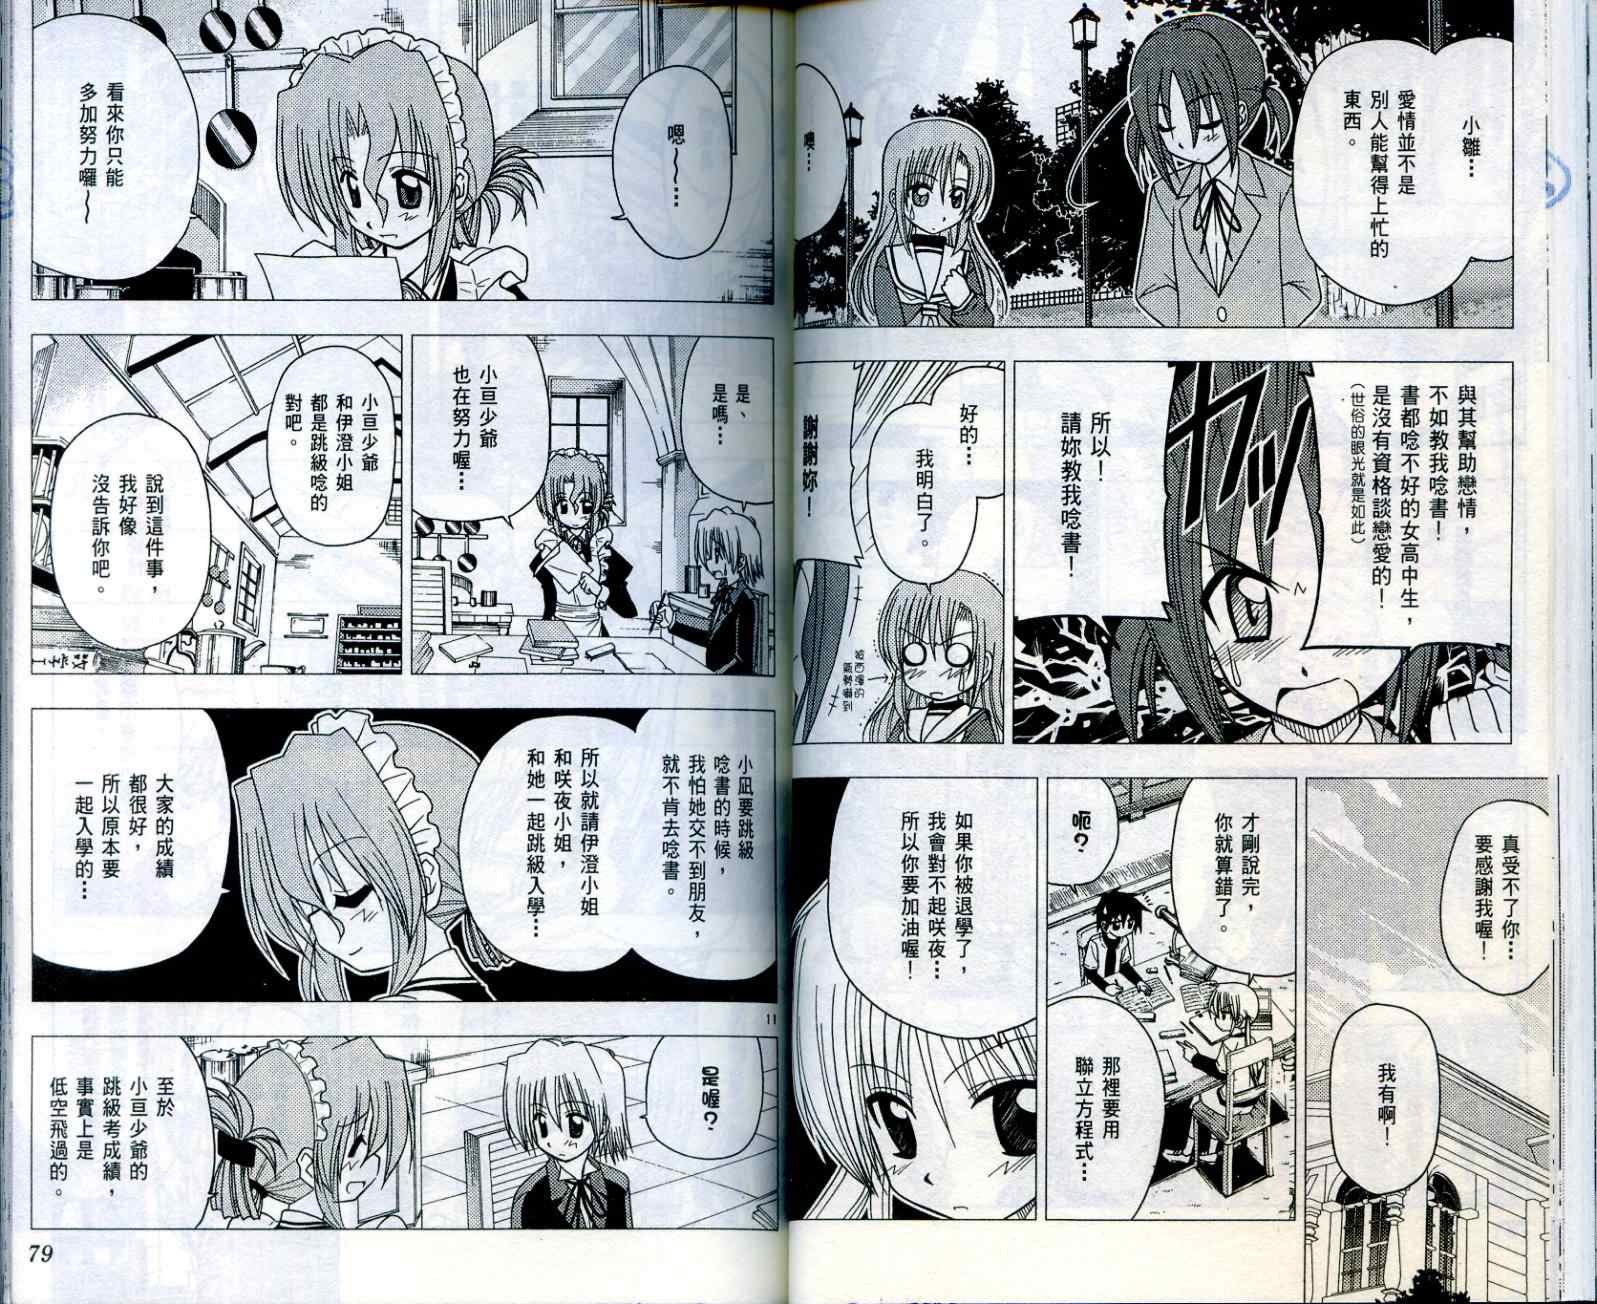 小雛…
愛情並不是
別人能幫得上忙的
東西。
噢…
與其幫助戀情，
不如教我唸書！
書都唸不好的女高中生，
是沒有資格談戀愛的！
（世俗的眼光就是如此）
所以！
請妳教我唸書！
好的…
我明白了。
謝謝妳！
真受不了你…
要感謝我喔！
我有啊！
才剛說完，
你就算錯了。
呃？
那裡要用
聯立方程式…
如果你被退學了，
我會對不起咲夜…
所以你要加油喔！
嗯～…
看來你只能
多加努力囉～
是、
是嗎…
小亘少爺
也在努力喔…
小亘少爺
和伊澄小姐
都是跳級唸的
對吧。
說到這件事，
我好像
沒告訴你吧。
小凪要跳級
唸書的時候，
我怕她交不到朋友，
就不肯去唸書。
所以就請伊澄小姐
和咲夜小姐，
和她一起跳級入學…
大家的成績
都很好，
所以原本要
一起入學的…
11
是喔？
至於
小亘少爺的
跳級考成績，
事實上是
低空飛過的。
79